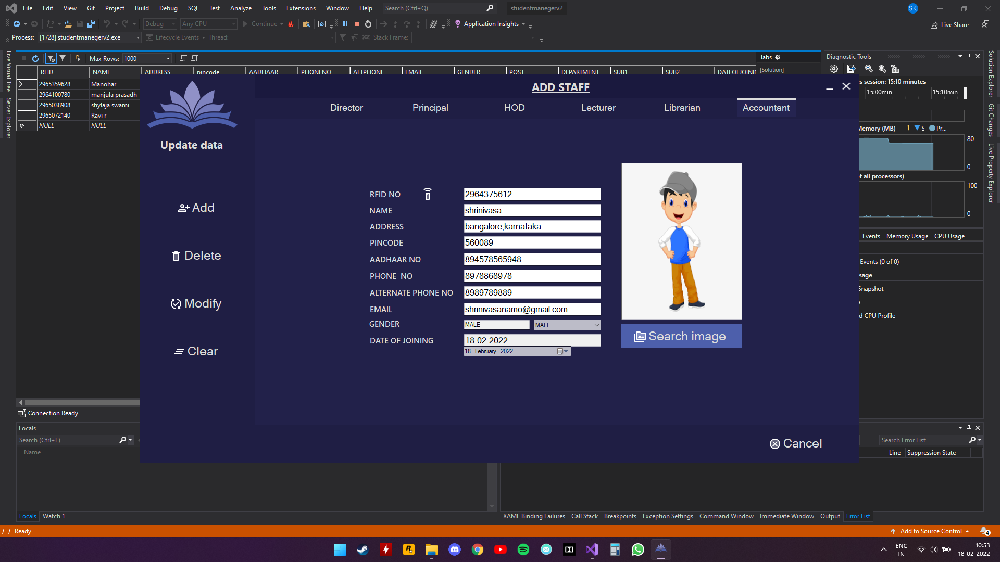 File Edit View Git Project Build Debug SQL Test Analyze Tools Extensions Window Help Search (Ctrl+Q) studentmanegerv2 SK
Debug Any CPU Continue Application Insights Live Share
Process: [1728] studentmanegerv2.exe Lifecycle Events Thread: Stack Frame:
Live Visual Tree
Server Explorer
Max Rows: 1000
RFID NAME ADDRESS pincode AADHAAR PHONENO ALTPHONE EMAIL GENDER POST DEPARTMENT SUB1 SUB2 DATEOFJOINI
2965359628 Manohar
2964100780 manjula prasadh
2965038908 shylaja swami
2965072140 Ravi r
NULL NULL
Tabs
[Solution]
Connection Ready
ADD STAFF
Director Principal HOD Lecturer Librarian Accountant
Update data
Add
Delete
Modify
Clear
RFID NO 2964375612
NAME shrinivasa
ADDRESS bangalore,karnataka
PINCODE 560089
AADHAAR NO 894578565948
PHONE NO 8978868978
ALTERNATE PHONE NO 8989789889
EMAIL shrinivasanamo@gmail.com
GENDER MALE MALE
DATE OF JOINING 18-02-2022
18 February 2022
Search image
Cancel
Diagnostic Tools
s session: 15:10 minutes
15:00min 15:10min
Memory (MB) S Pr...
80
0
f all processors)
100
0
Events Memory Usage CPU Usage
Events (0 of 0)
sage
Snapshot
d CPU Profile
Solution Explorer
Git Changes
Live Property Explorer
Locals
Search (Ctrl+E)
Name
Locals Watch 1
Search Error List
Line Suppression State
XAML Binding Failures Call Stack Breakpoints Exception Settings Command Window Immediate Window Output Error List
Ready
Add to Source Control 4
ENG
IN
10:53
18-02-2022